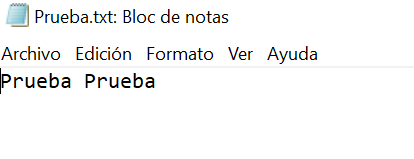 Prueba.txt: Bloc de notas
Archivo Edición Formato Ver Ayuda
Prueba Prueba